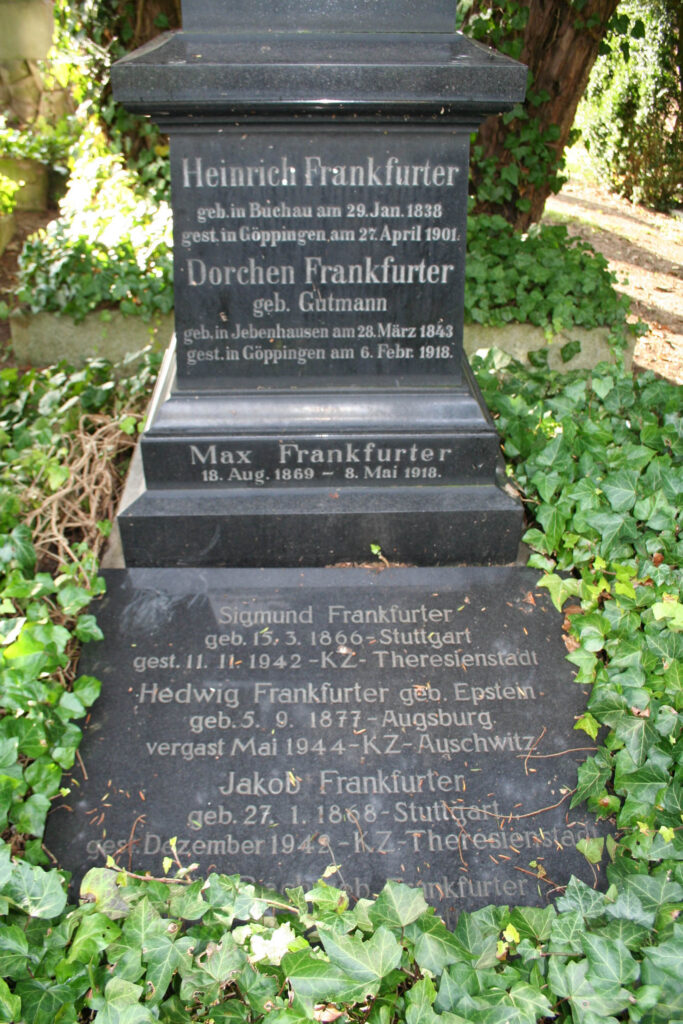 Heinrich Frankfurter
geb. in Buchau am 29. Jan. 1838
gest. in Göppingen, am 27. April 1901.
Dorchen Frankfurter
geb. Gutmann
geb. in Jebenhausen am 28. März 1843
gest. in Göppingen am 6. Febr. 1918.
Max Frankfurter
18. Aug. 1869 – 8. Mai 1918.
Sigmund Frankfurter
geb. 15. 3. 1866 - Stuttgart
gest. 11. 11. 1942 - KZ - Theresienstadt
Hedwig Frankfurter geb. Epstein
geb. 5. 9. 1877 - Augsburg
vergast Mai 1944 - KZ - Auschwitz
Jakob Frankfurter
geb. 27. 1. 1868 - Stuttgart
gest. Dezember 1942 - KZ - Theresienstadt
geb. Frankfurter